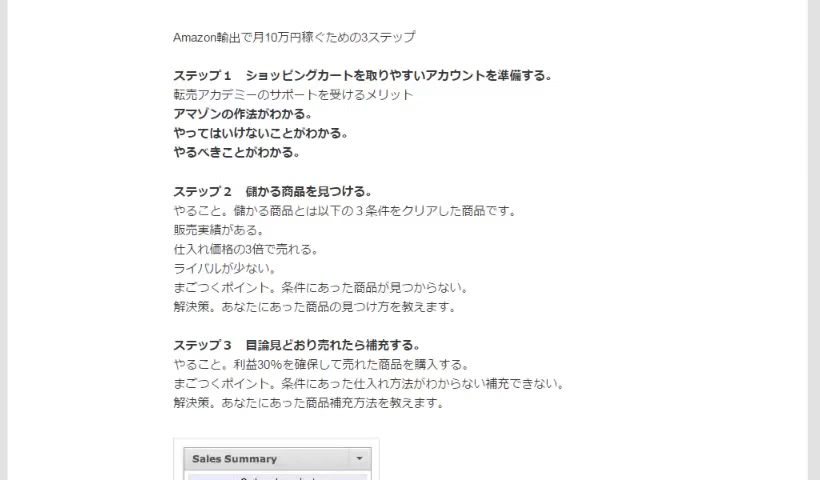 Amazon輸出で月10万円稼ぐための3ステップ
ステップ１　ショッピングカートを取りやすいアカウントを準備する。
転売アカデミーのサポートを受けるメリット
アマゾンの作法がわかる。
やってはいけないことがわかる。
やるべきことがわかる。
ステップ２　儲かる商品を見つける。
やること。儲かる商品とは以下の３条件をクリアした商品です。
販売実績がある。
仕入れ価格の3倍で売れる。
ライバルが少ない。
まごつくポイント。条件にあった商品が見つからない。
解決策。あなたにあった商品の見つけ方を教えます。
ステップ３　目論見どおり売れたら補充する。
やること。利益30%を確保して売れた商品を購入する。
まごつくポイント。条件にあった仕入れ方法がわからない補充できない。
解決策。あなたにあった商品補充方法を教えます。
Sales Summary